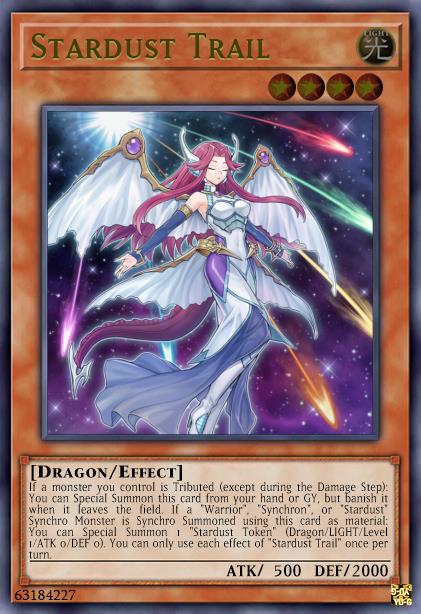 Stardust Trail
LIGHT
光
[Dragon/Effect]
If a monster you control is Tributed (except during the Damage Step):
You can Special Summon this card from your hand or GY, but banish it
when it leaves the field. If a "Warrior", "Synchron", or "Stardust"
Synchro Monster is Synchro Summoned using this card as material:
You can Special Summon 1 "Stardust Token" (Dragon/LIGHT/Level
1/ATK 0/DEF 0). You can only use each effect of "Stardust Trail" once per
turn.
ATK/ 500 DEF/2000
63184227